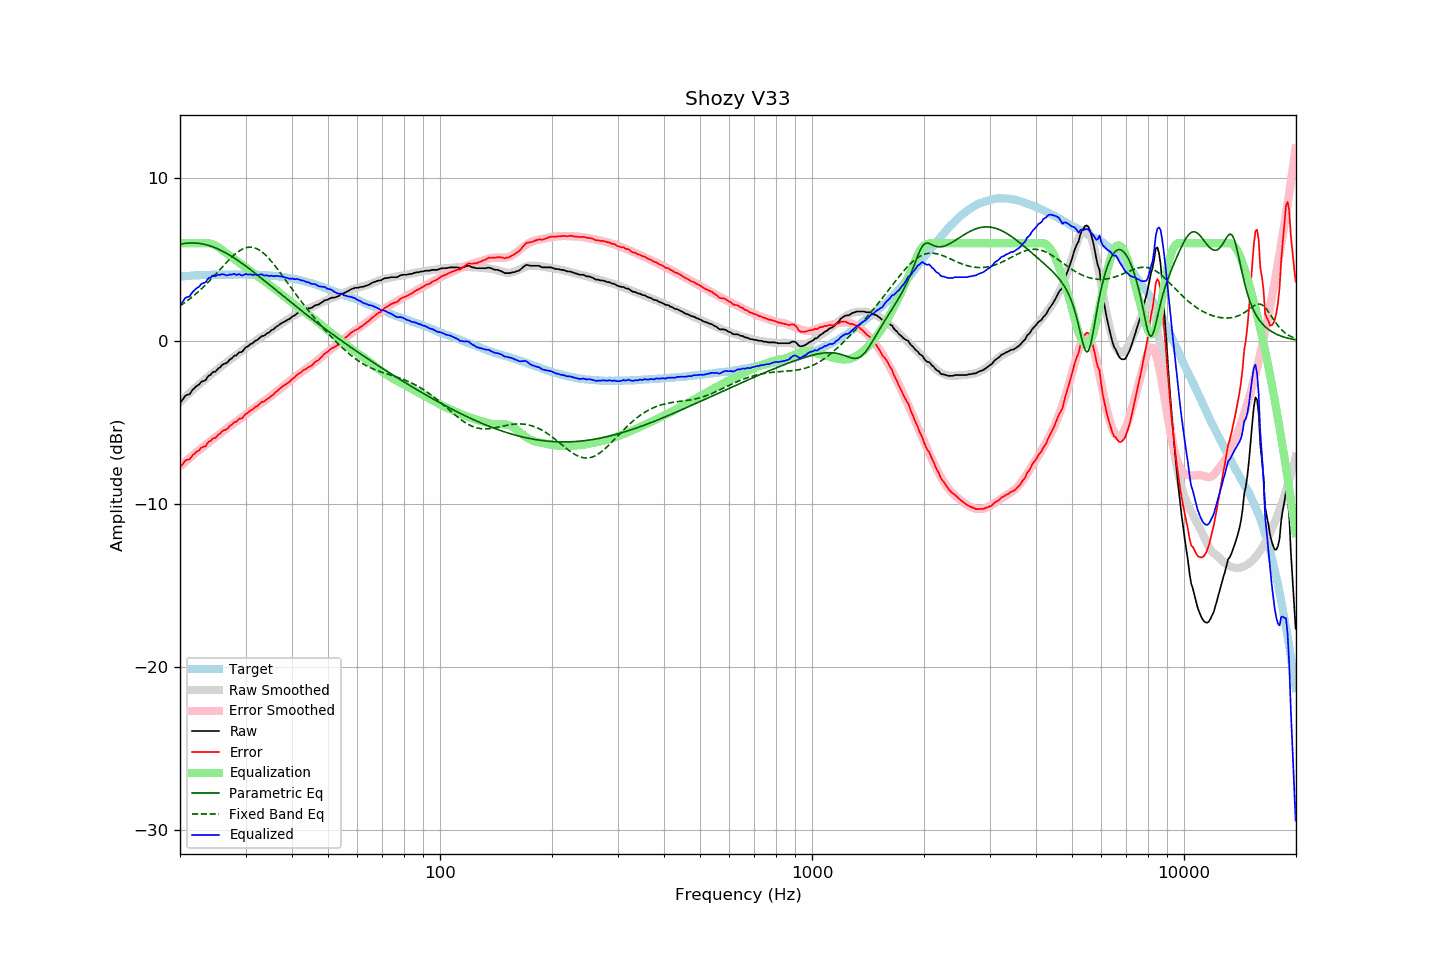 Shozy V33
10
0
−10
−20
−30
Amplitude (dBr)
Target
Raw Smoothed
Error Smoothed
Raw
Error
Equalization
Parametric Eq
Fixed Band Eq
Equalized
100
1000
10000
Frequency (Hz)